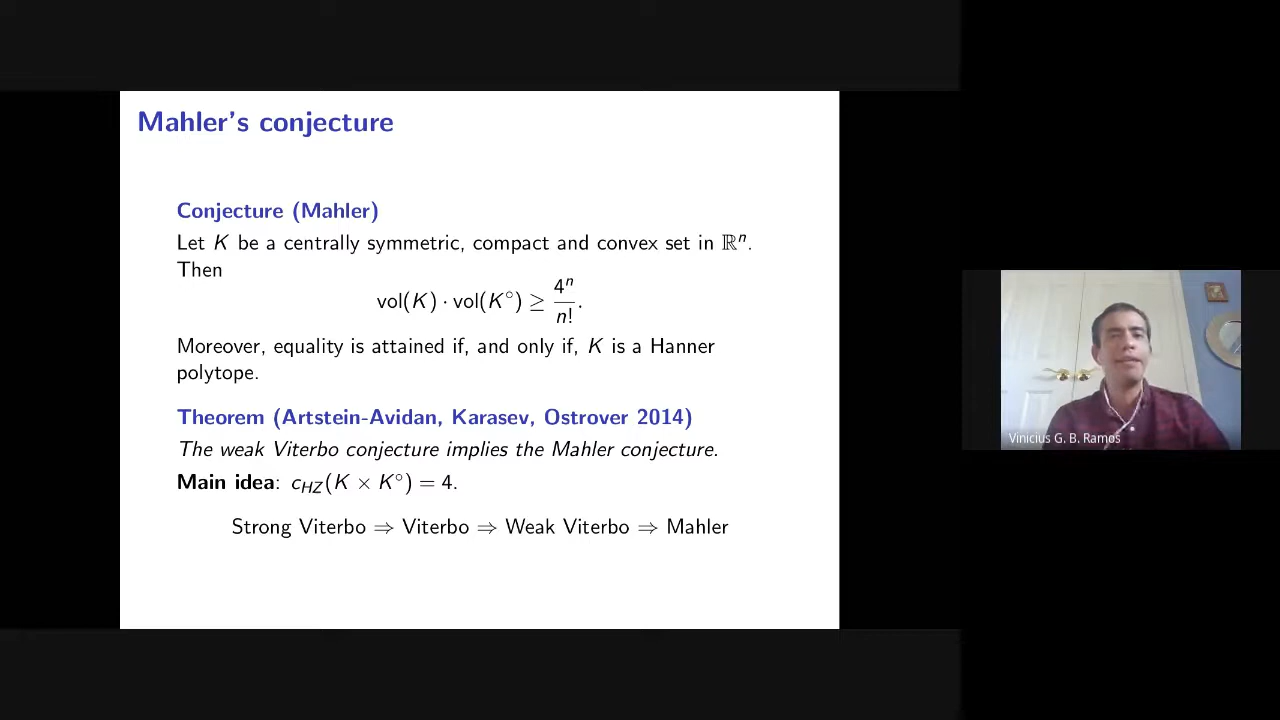 Mahler's conjecture
Conjecture (Mahler)
Let K be a centrally symmetric, compact and convex set in ℝⁿ.
Then
vol(K) · vol(K°) ≥ 4ⁿ/n!.
Moreover, equality is attained if, and only if, K is a Hanner
polytope.
Theorem (Artstein-Avidan, Karasev, Ostrover 2014)
The weak Viterbo conjecture implies the Mahler conjecture.
Main idea: c_HZ(K × K°) = 4.
Strong Viterbo ⇒ Viterbo ⇒ Weak Viterbo ⇒ Mahler
Vinicius G. B. Ramos